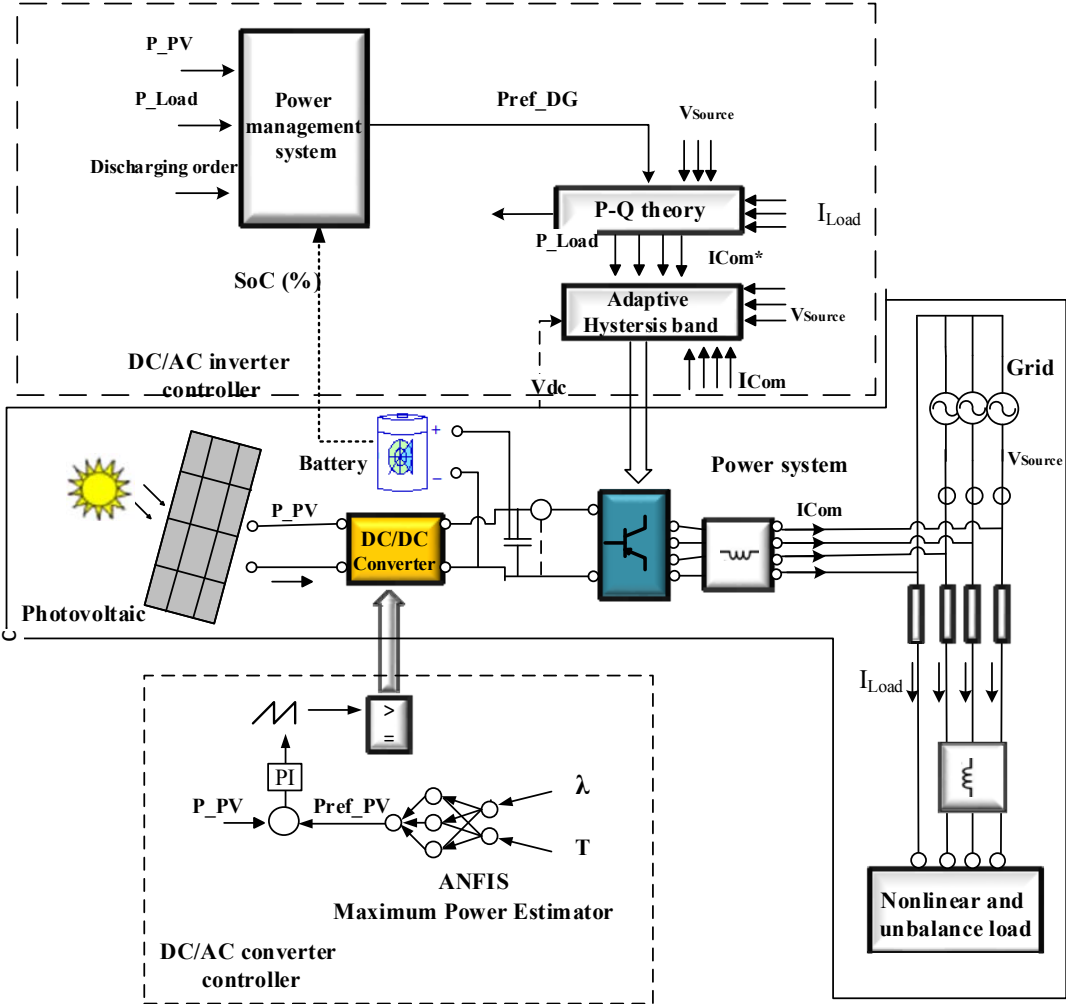 P_PV
P_Load
Discharging order
Power
management
system
Pref_DG
VSource
P-Q theory
ILoad
P_Load
ICom*
SoC (%)
Adaptive
Hystersis band
VSource
DC/AC inverter
controller
Vdc
ICom
Grid
Battery
+
−
Power system
VSource
P_PV
ICom
DC/DC
Converter
Photovoltaic
C
ILoad
>
=
PI
P_PV
Pref_PV
λ
T
ANFIS
Maximum Power Estimator
DC/AC converter
controller
Nonlinear and
unbalance load